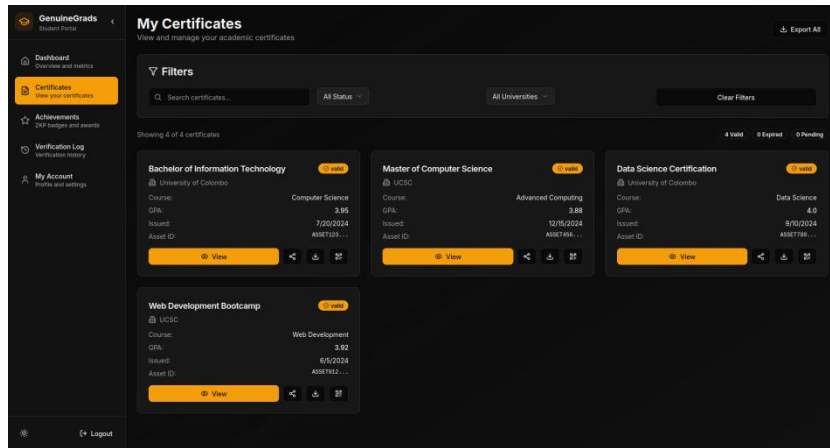 GenuineGrads
Student Portal
Dashboard
Overview and metrics
Certificates
View your certificates
Achievements
ZKP badges and awards
Verification Log
Verification history
My Account
Profile and settings
Logout
My Certificates
View and manage your academic certificates
Export All
Filters
Search certificates...
All Status
All Universities
Clear Filters
Showing 4 of 4 certificates
4 Valid 0 Expired 0 Pending
Bachelor of Information Technology valid
University of Colombo
Course: Computer Science
GPA: 3.95
Issued: 7/20/2024
Asset ID: ASSET123...
View
Master of Computer Science valid
UCSC
Course: Advanced Computing
GPA: 3.88
Issued: 12/15/2024
Asset ID: ASSET456...
View
Data Science Certification valid
University of Colombo
Course: Data Science
GPA: 4.0
Issued: 9/10/2024
Asset ID: ASSET789...
View
Web Development Bootcamp valid
UCSC
Course: Web Development
GPA: 3.92
Issued: 6/5/2024
Asset ID: ASSET012...
View